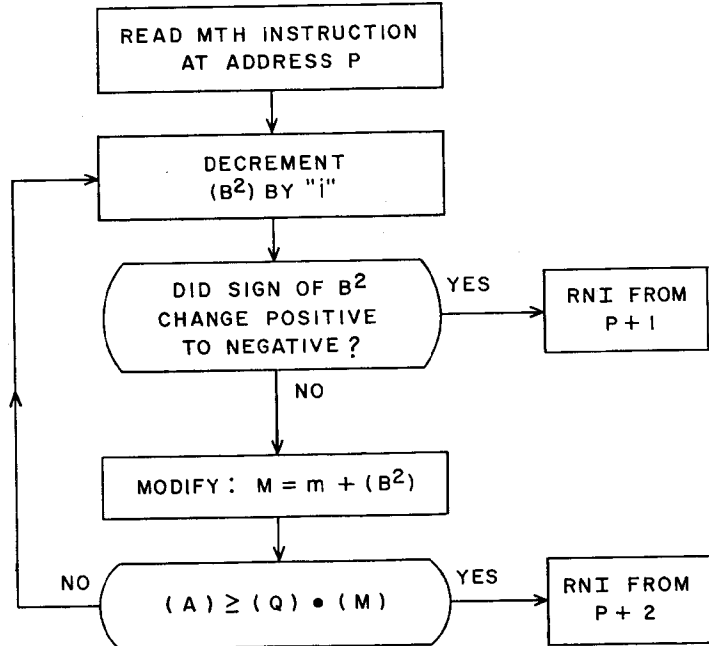 READ MTH INSTRUCTION
AT ADDRESS P
DECREMENT
(B²) BY "i"
DID SIGN OF B²
CHANGE POSITIVE
TO NEGATIVE?
YES
RNI FROM
P+1
NO
MODIFY: M = m + (B²)
NO
(A) ≥ (Q) • (M)
YES
RNI FROM
P + 2